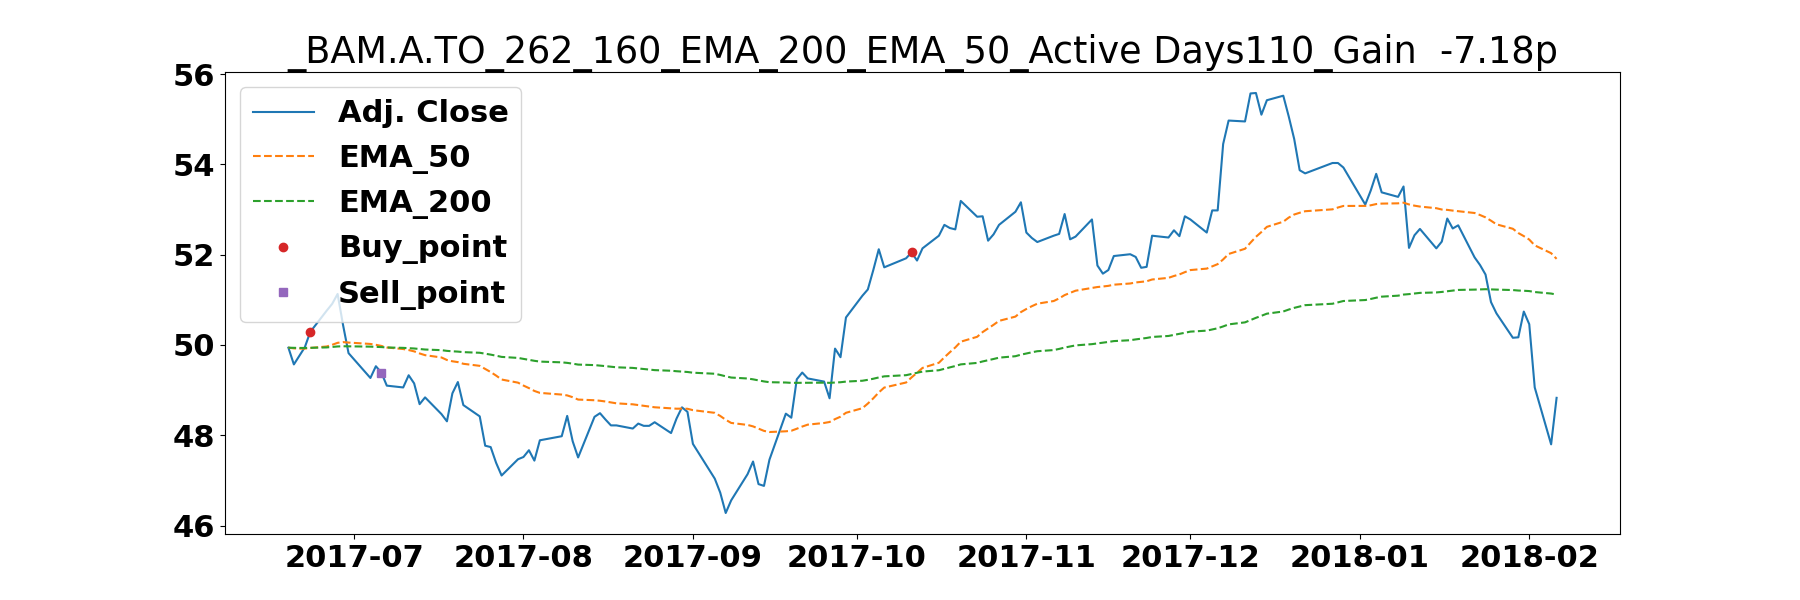 _BAM.A.TO_262_160_EMA_200_EMA_50_Active Days110_Gain  -7.18p
56
54
52
50
48
46
Adj. Close
EMA_50
EMA_200
Buy_point
Sell_point
2017-07 2017-08 2017-09 2017-10 2017-11 2017-12 2018-01 2018-02